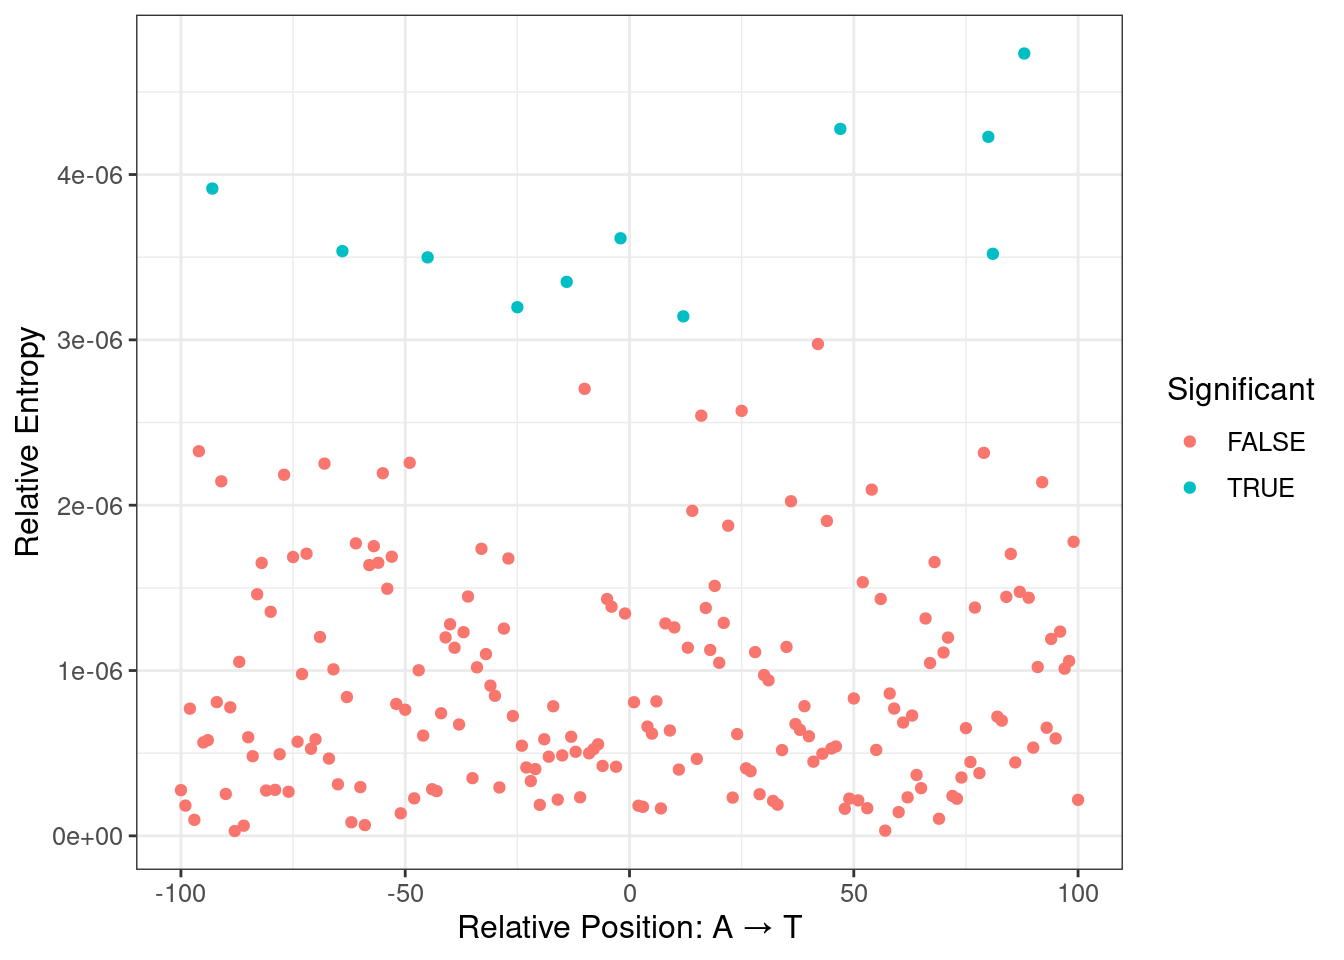 Relative Entropy
4e-06
3e-06
2e-06
1e-06
0e+00
-100 -50 0 50 100
Relative Position: A → T
Significant
FALSE
TRUE